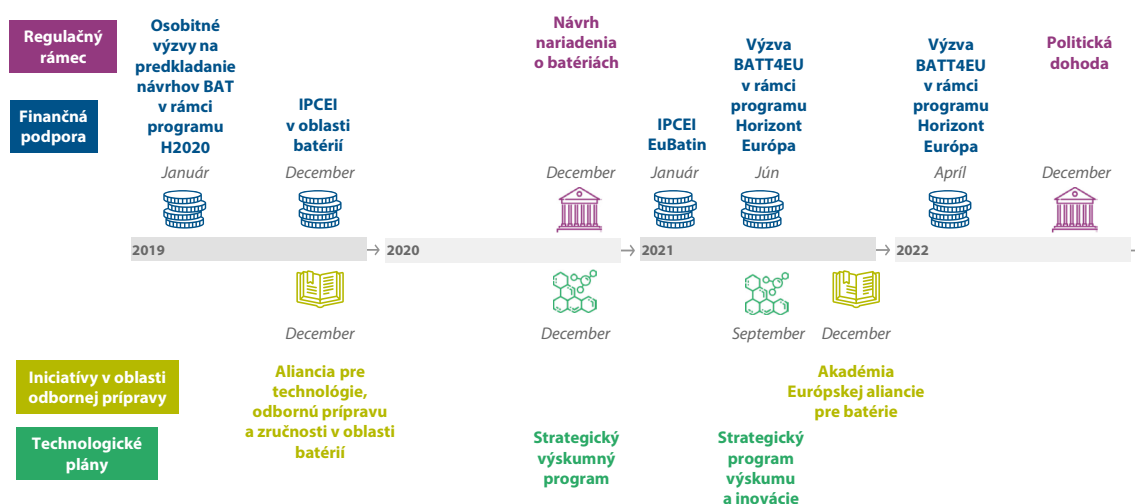 Regulačný
rámec
Finančná
podpora
Osobitné
výzvy na
predkladanie
návrhov BAT
v rámci
programu
H2020
Január
IPCEI
v oblasti
batérií
December
Návrh
nariadenia
o batériách
December
IPCEI
EuBatin
Január
Výzva
BATT4EU
v rámci
programu
Horizont
Európa
Jún
Výzva
BATT4EU
v rámci
programu
Horizont
Európa
Apríl
Politická
dohoda
December
2019
2020
2021
2022
December
December
September
December
Iniciatívy v oblasti
odbornej prípravy
Technologické
plány
Aliancia pre
technológie,
odbornú prípravu
a zručnosti v oblasti
batérií
Strategický
výskumný
program
Strategický
program
výskumu
a inovácie
Akadémia
Európskej aliancie
pre batérie